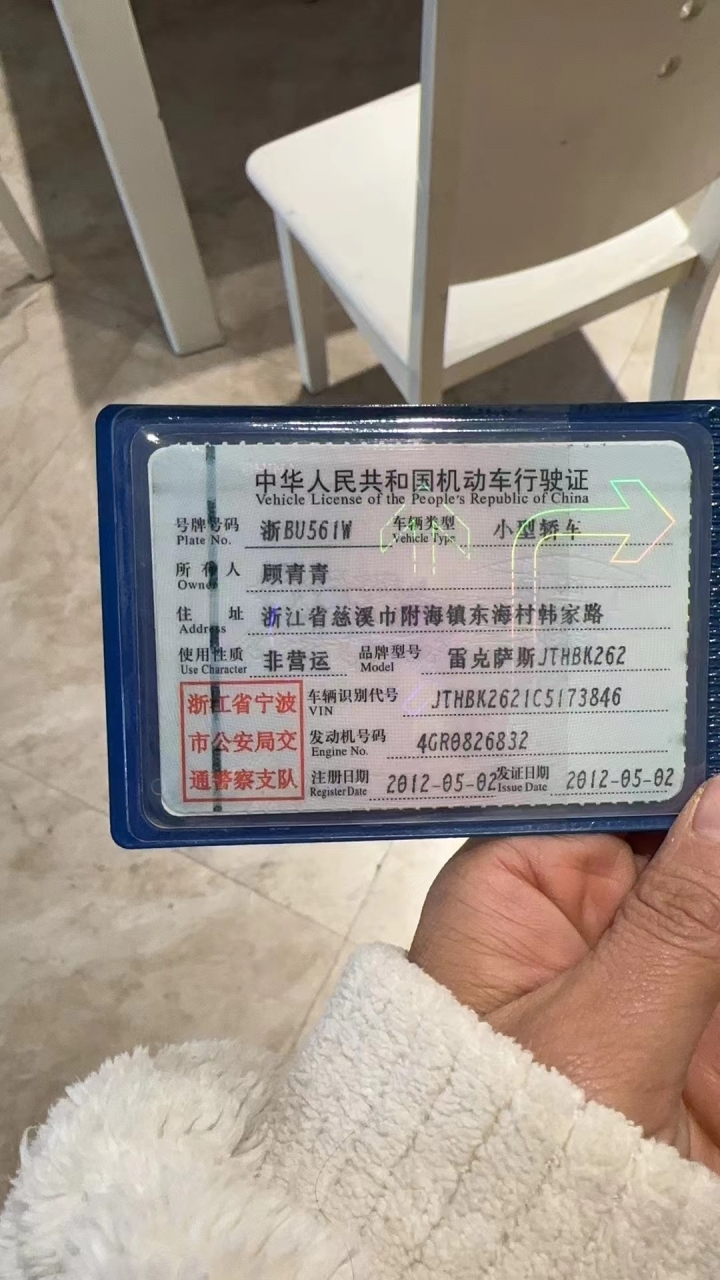 中华人民共和国机动车行驶证
Vehicle License of the People's Republic of China
号牌号码 浙BU561W 车辆类型 小型轿车
Plate No. Vehicle Type
所有人 顾青青
Owner
住址 浙江省慈溪市附海镇东海村韩家路
Address
使用性质 非营运 品牌型号 雷克萨斯JTHBK262
Use Character Model
浙江省宁波
市公安局交
通警察支队
车辆识别代号 JTHBK2621C5173846
VIN
发动机号码 4GR0826832
Engine No.
注册日期 2012-05-02 发证日期 2012-05-02
Register Date Issue Date